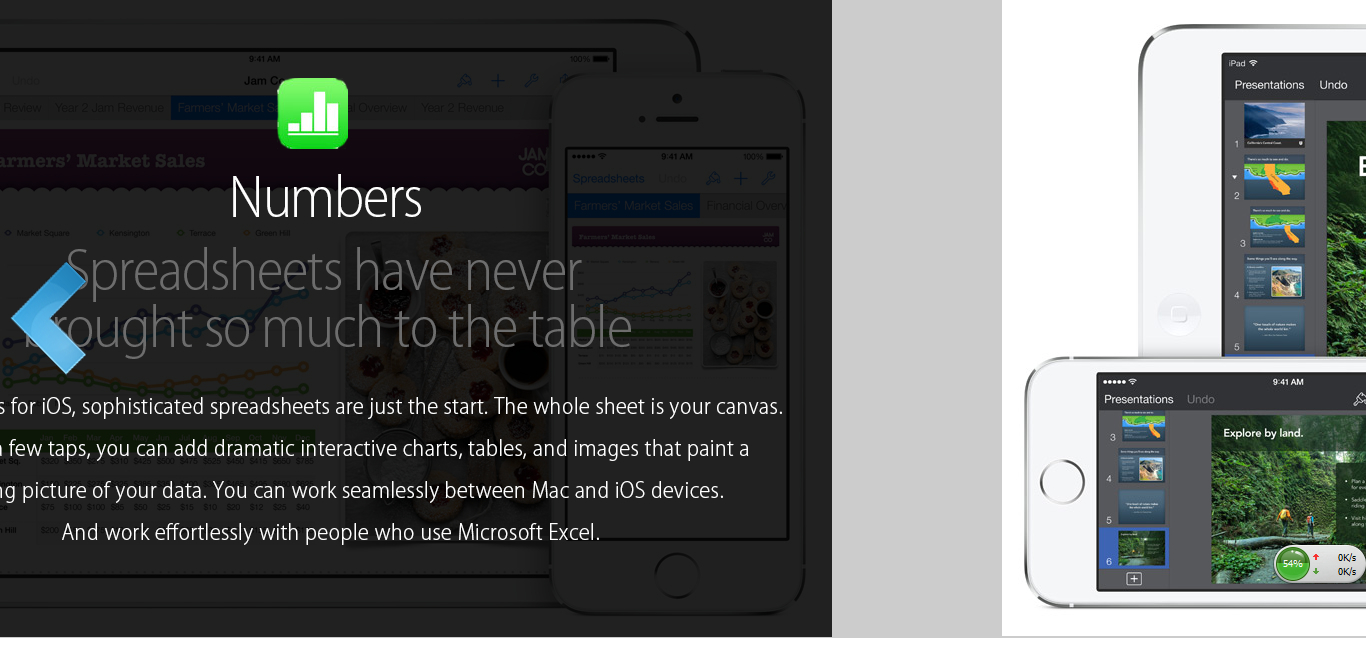 9:41 AM
100%
Undo
Jam Co
Review
Year 2 Jam Revenue
Farmers' Market S
al Overview
Year 2 Revenue
armers' Market Sales
JAM
CO
Market Square
Kensington
Terrace
Green Hill
9:41 AM
100%
Spreadsheets
Undo
Farmers' Market Sales
Financial Overv
Farmers' Market Sales
Numbers
Spreadsheets have never
rought so much to the table
s for iOS, sophisticated spreadsheets are just the start. The whole sheet is your canvas.
few taps, you can add dramatic interactive charts, tables, and images that paint a
ng picture of your data. You can work seamlessly between Mac and iOS devices.
And work effortlessly with people who use Microsoft Excel.
iPad
Presentations
Undo
1
2
3
4
5
E
9:41 AM
Presentations
Undo
3
4
5
6
Explore by land.
54%
0K/s
0K/s